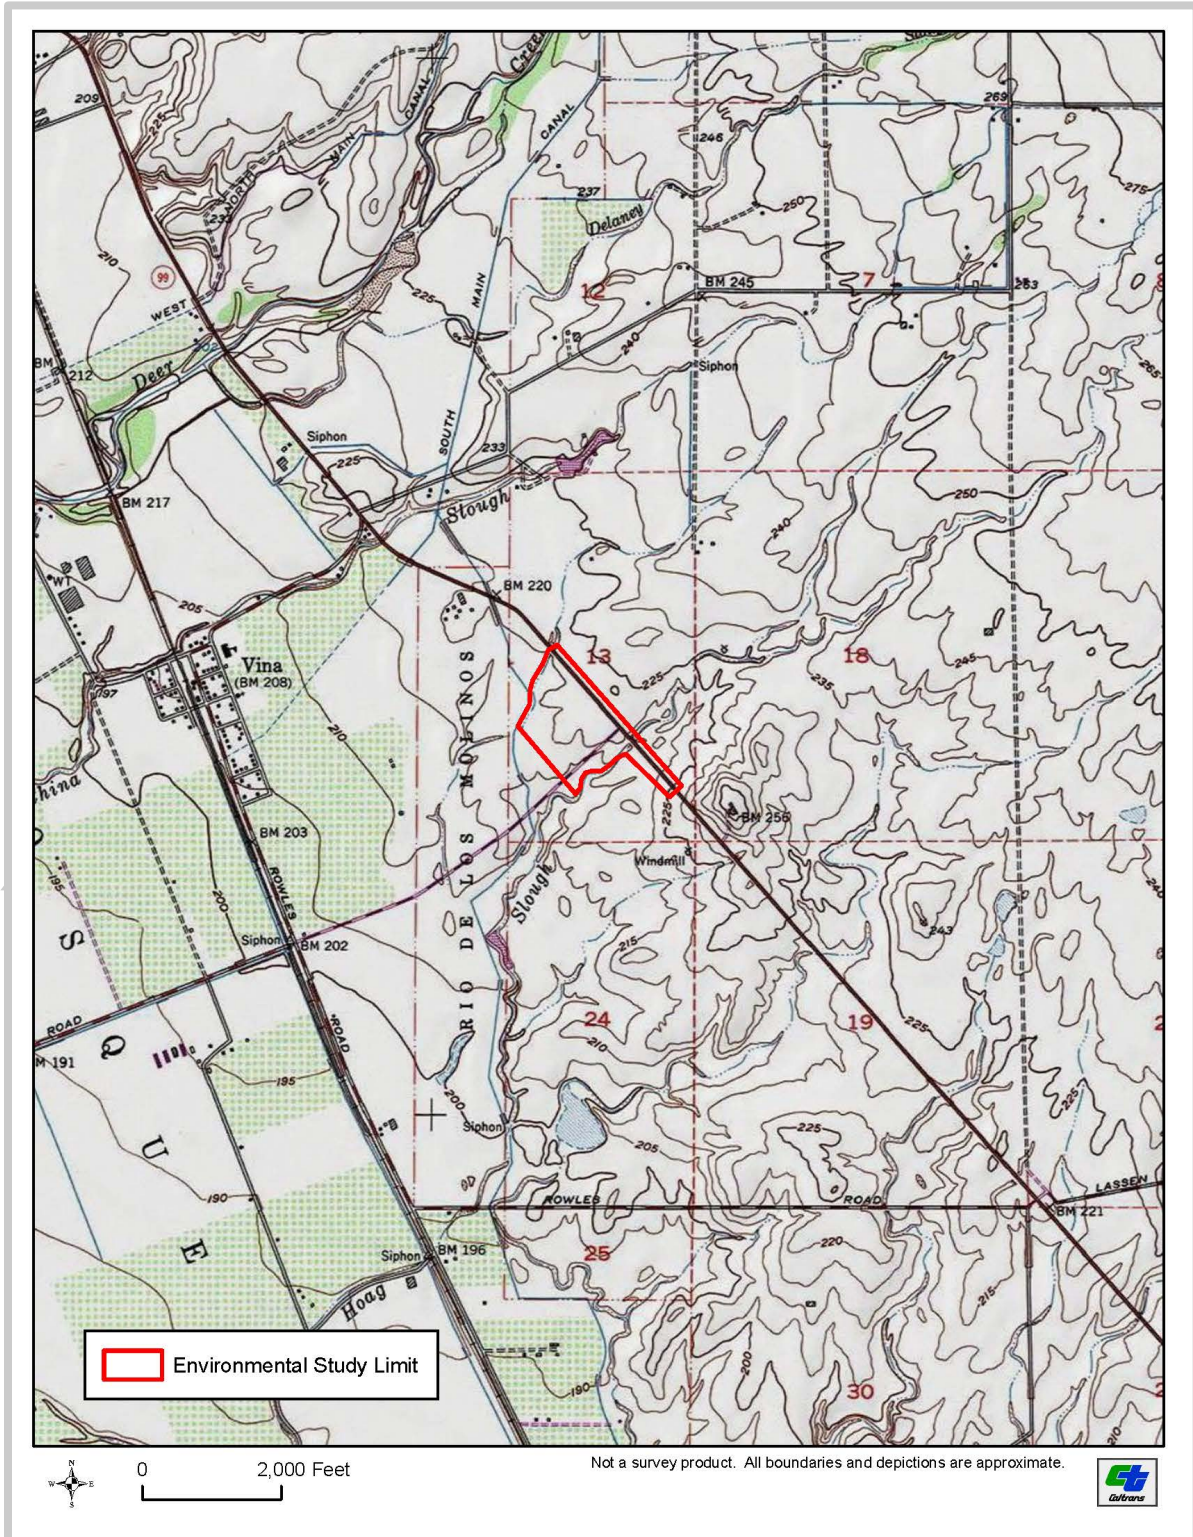 Creek
209
225
CANAL
MAIN
NORTH
CANAL
269
246
237
Delaney
250
275
233
210
99
WEST
MAIN
225
12
BM 245
7
263
240
BM
212
Deer
205
Siphon
265
SOUTH
Siphon
233
225
BM 217
Slough
250
240
WT
BM 220
205
Vina
(BM 208)
197
13
18
225
245
235
210
China
RIO DE LOS MOLINOS
BM 203
225
BM 256
Windmill
195
ROWLES
200
Slough
240
243
S
Siphon
BM 202
215
ROAD
ROAD
24
19
225
Q
M 191
210
195
200
Siphon
225
225
205
U
190
ROWLES
ROAD
LASSEN
BM 221
E
Siphon
BM 196
25
220
Hoag
215
200
190
30
210
Environmental Study Limit
0
2,000 Feet
N
W
E
S
Not a survey product. All boundaries and depictions are approximate.
Caltrans